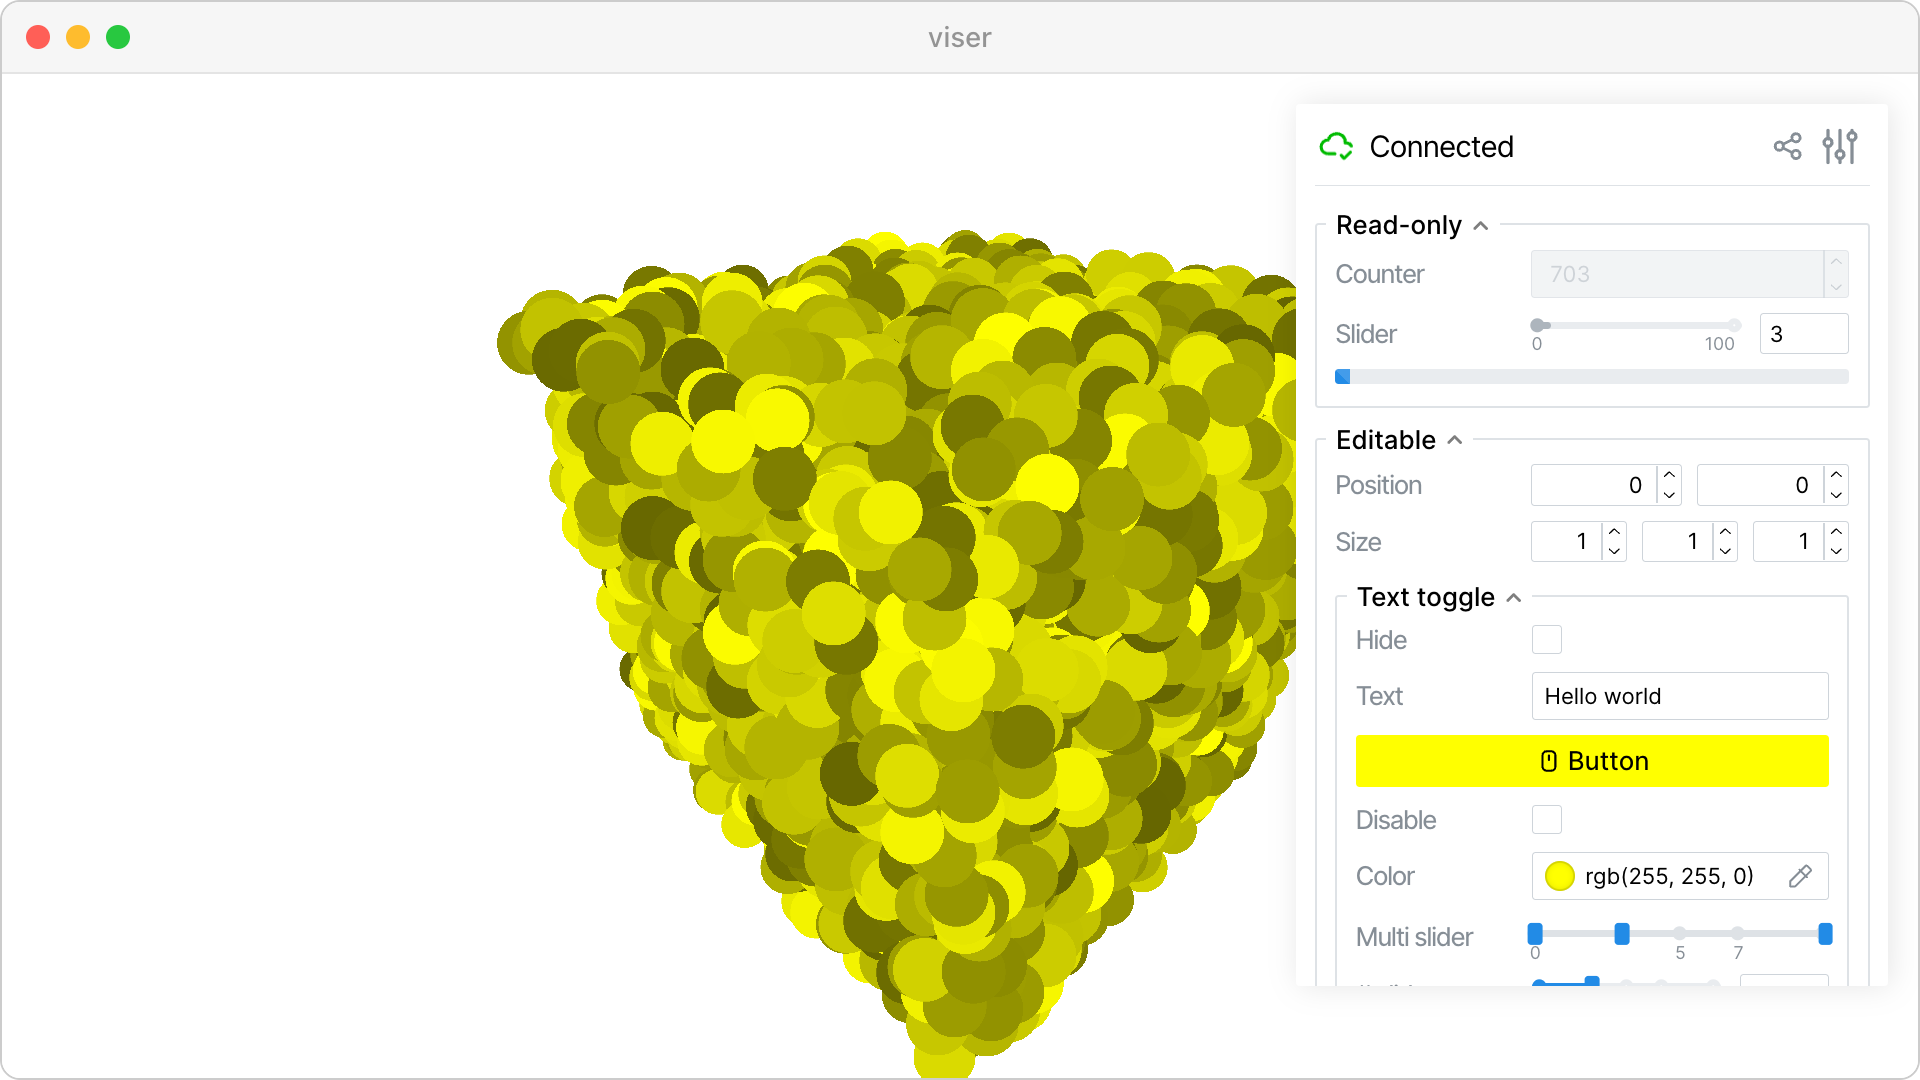 viser
Connected
Read-only
Counter 703
Slider 0 100 3
Editable
Position 0 0
Size 1 1 1
Text toggle
Hide
Text Hello world
Button
Disable
Color rgb(255, 255, 0)
Multi slider 0 5 7